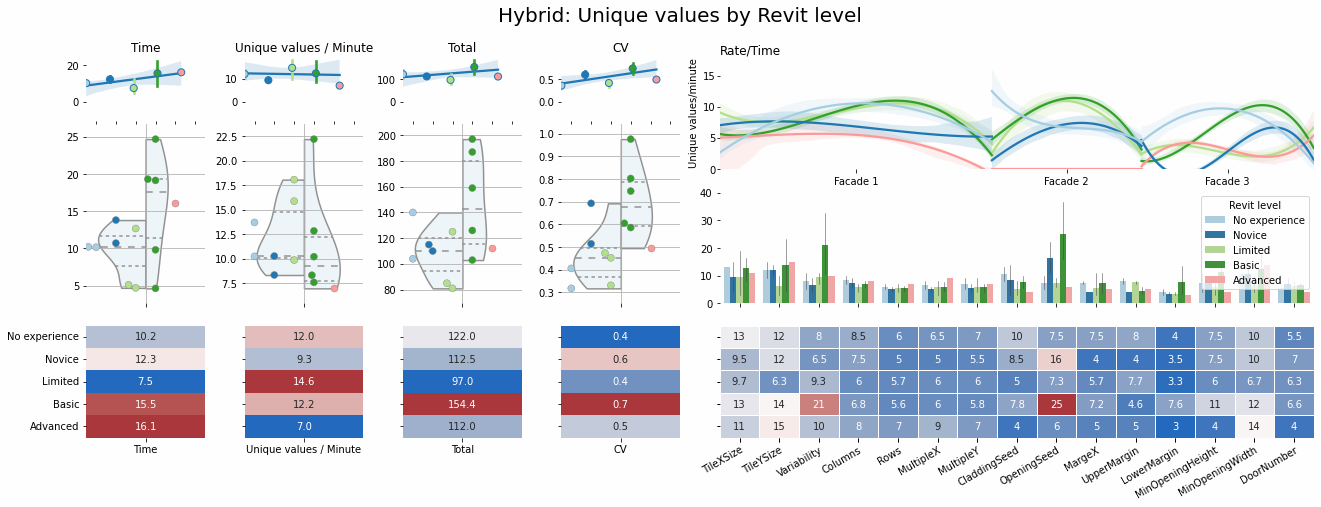 Hybrid: Unique values by Revit level
Time
Unique values / Minute
Total
CV
Rate/Time
20
0
10
0
100
0
0.5
0.0
Unique values/minute
15
10
5
0
Facade 1
Facade 2
Facade 3
25
20
15
10
5
22.5
20.0
17.5
15.0
12.5
10.0
7.5
200
180
160
140
120
100
80
1.0
0.9
0.8
0.7
0.6
0.5
0.4
0.3
40
30
20
10
0
Revit level
No experience
Novice
Limited
Basic
Advanced
No experience 10.2 12.0 122.0 0.4 13 12 8 8.5 6 6.5 7 10 7.5 7.5 8 4 7.5 10 5.5
Novice 12.3 9.3 112.5 0.6 9.5 12 6.5 7.5 5 5 5.5 8.5 16 4 4 3.5 7.5 10 7
Limited 7.5 14.6 97.0 0.4 9.7 6.3 9.3 6 5.7 6 6 5 7.3 5.7 7.7 3.3 6 6.7 6.3
Basic 15.5 12.2 154.4 0.7 13 14 21 6.8 5.6 6 5.8 7.8 25 7.2 4.6 7.6 11 12 6.6
Advanced 16.1 7.0 112.0 0.5 11 15 10 8 7 9 7 4 6 5 5 3 4 14 4
Time
Unique values / Minute
Total
CV
TileXSize
TileYSize
Variability
Columns
Rows
MultipleX
MultipleY
CladdingSeed
OpeningSeed
MargeX
UpperMargin
LowerMargin
MinOpeningHeight
MinOpeningWidth
DoorNumber